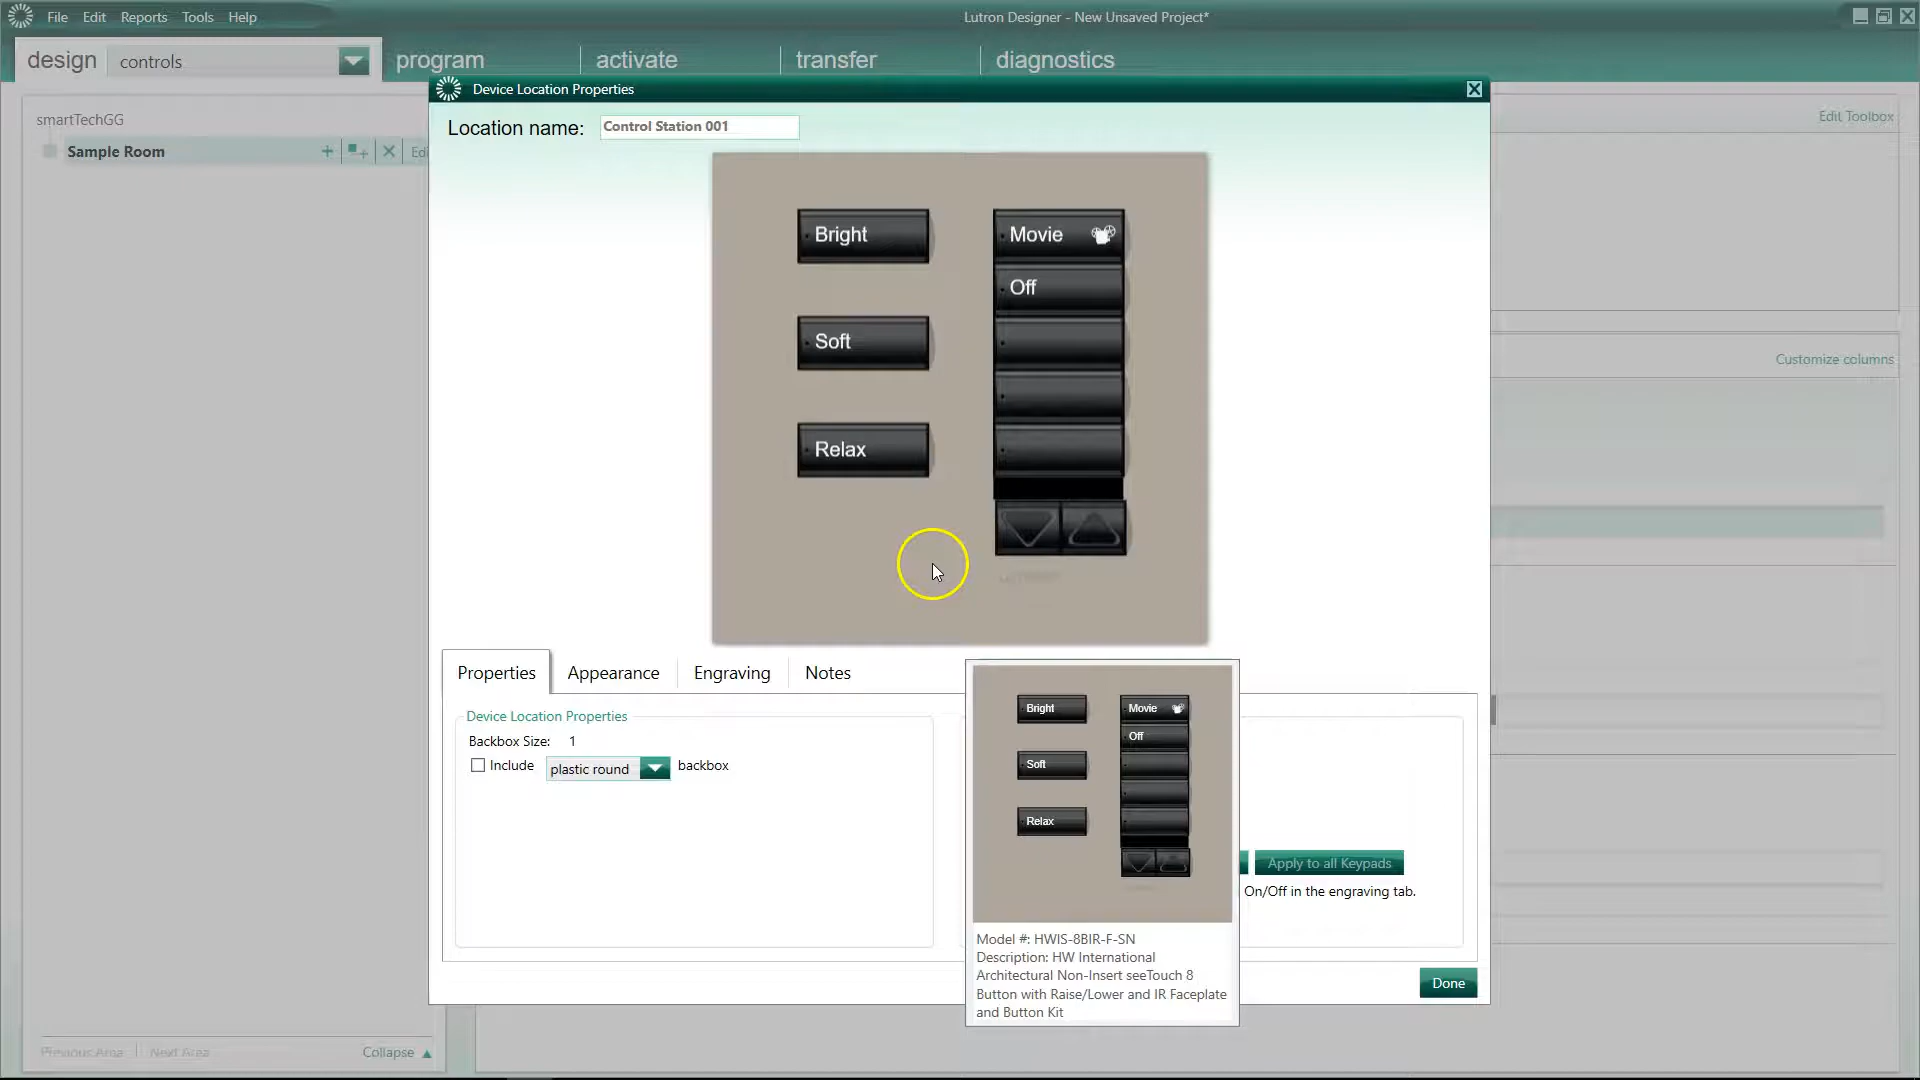 File Edit Reports Tools Help
Lutron Designer - New Unsaved Project*
design controls program activate transfer diagnostics
Device Location Properties
smartTechGG
Edit Toolbox
Location name: Control Station 001
Sample Room
Bright
Movie
Off
Soft
Customize columns
Relax
Properties Appearance Engraving Notes
Device Location Properties
Backbox Size: 1
Include plastic round backbox
Bright
Movie
Off
Soft
Relax
Apply to all Keypads
On/Off in the engraving tab.
Model #: HWIS-8BIR-F-SN
Description: HW International
Architectural Non-Insert seeTouch 8
Button with Raise/Lower and IR Faceplate
and Button Kit
Done
Previous Area Next Area Collapse